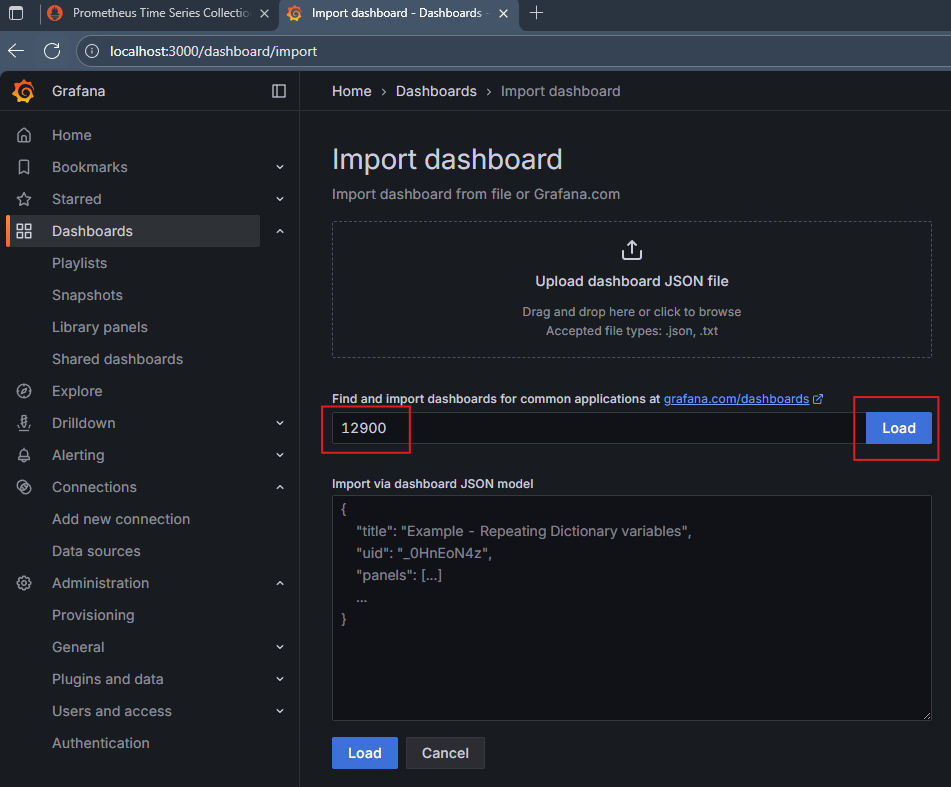 Prometheus Time Series Collectio
Import dashboard - Dashboards -
localhost:3000/dashboard/import
Grafana
Home › Dashboards › Import dashboard
Home
Bookmarks
Starred
Dashboards
Playlists
Snapshots
Library panels
Shared dashboards
Explore
Drilldown
Alerting
Connections
Add new connection
Data sources
Administration
Provisioning
General
Plugins and data
Users and access
Authentication
Import dashboard
Import dashboard from file or Grafana.com
Upload dashboard JSON file
Drag and drop here or click to browse
Accepted file types: .json, .txt
Find and import dashboards for common applications at grafana.com/dashboards
12900
Load
Import via dashboard JSON model
{
"title": "Example - Repeating Dictionary variables",
"uid": "_0HnEoN4z",
"panels": [...]
...
}
Load
Cancel